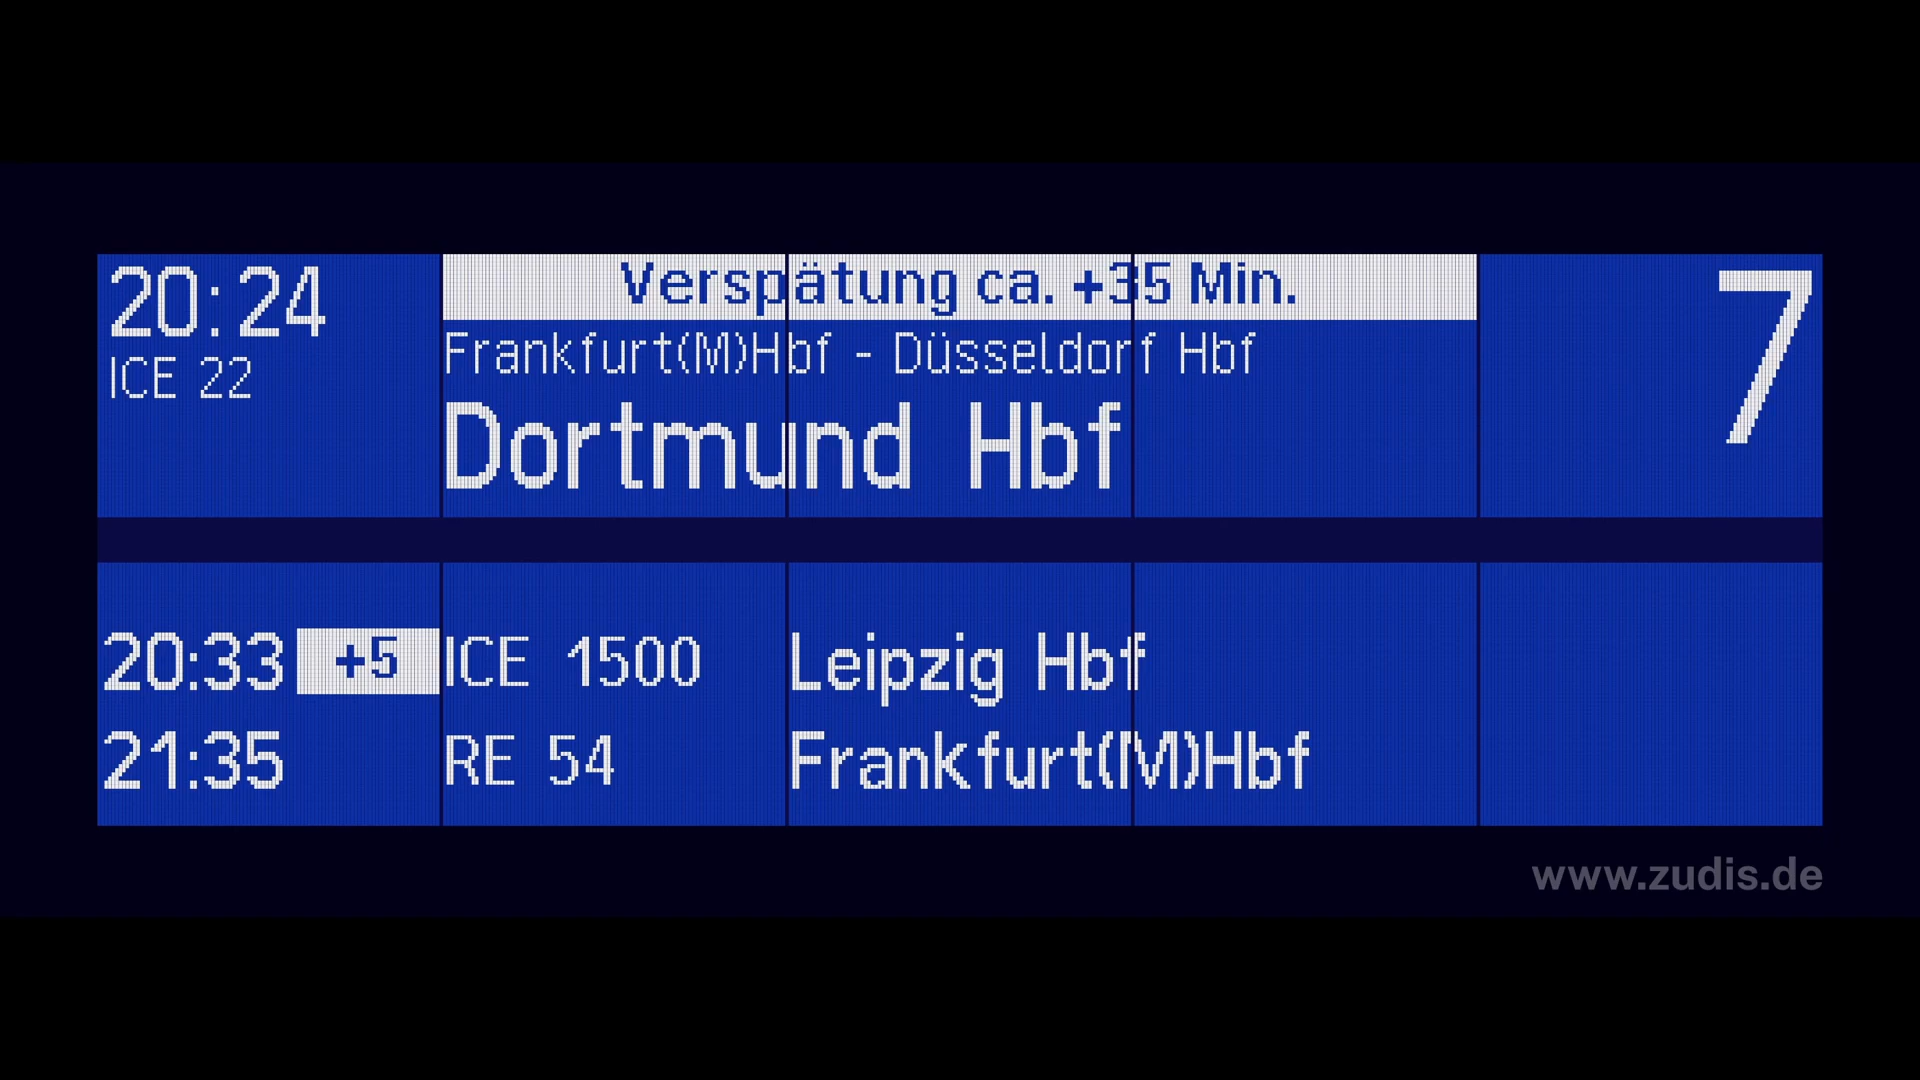 20:24
Verspätung ca. +35 Min.
7
ICE 22
Frankfurt(M)Hbf - Düsseldorf Hbf
Dortmund Hbf
20:33 +5 ICE 1500 Leipzig Hbf
21:35 RE 54 Frankfurt(M)Hbf
www.zudis.de